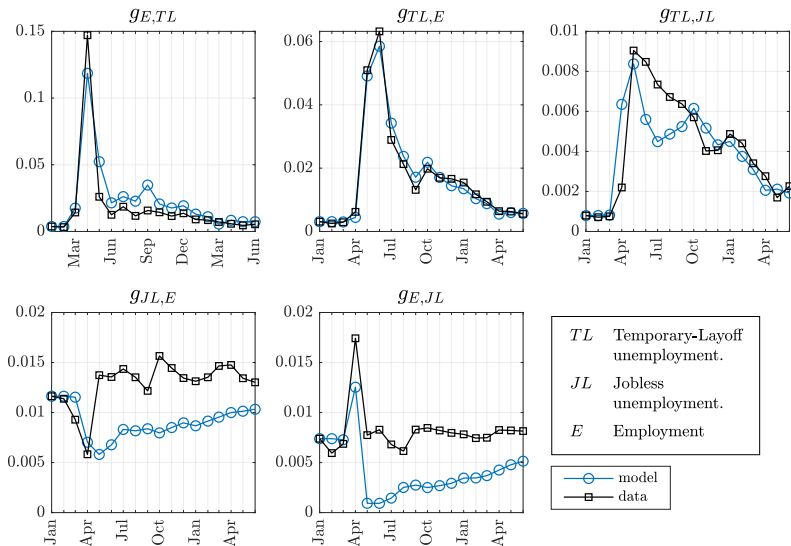 g_{E,TL}
0.15
0.1
0.05
0
Mar
Jun
Sep
Dec
Mar
Jun
g_{TL,E}
0.06
0.04
0.02
0
Jan
Apr
Jul
Oct
Jan
Apr
g_{TL,JL}
0.01
0.008
0.006
0.004
0.002
0
Jan
Apr
Jul
Oct
Jan
Apr
g_{JL,E}
0.02
0.015
0.01
0.005
0
Jan
Apr
Jul
Oct
Jan
Apr
g_{E,JL}
0.02
0.015
0.01
0.005
0
Jan
Apr
Jul
Oct
Jan
Apr
TL Temporary-Layoff
unemployment.
JL Jobless
unemployment.
E Employment
model
data